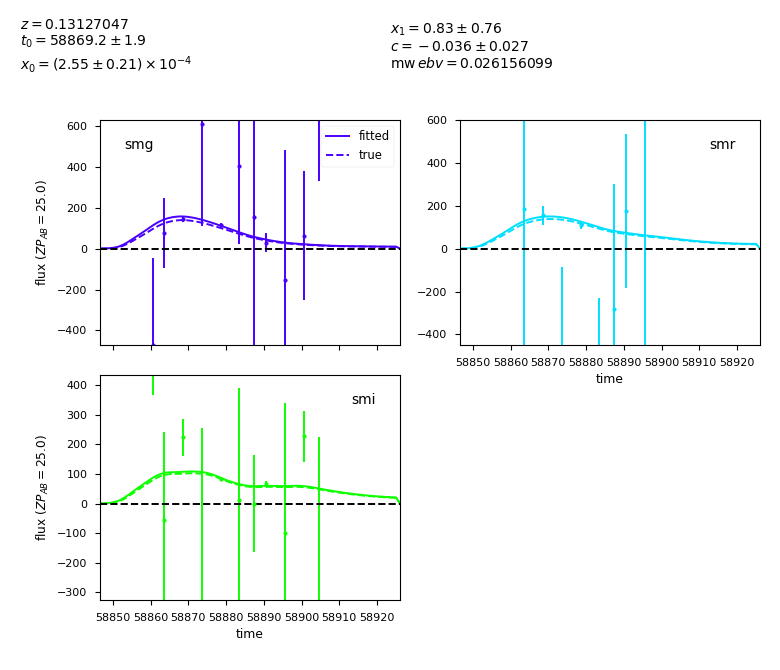 z = 0.13127047
t₀ = 58869.2 ± 1.9
x₀ = (2.55 ± 0.21) × 10⁻⁴
x₁ = 0.83 ± 0.76
c = −0.036 ± 0.027
mw ebv = 0.026156099
smg
fitted
true
600
400
200
0
−200
−400
flux (ZP_AB = 25.0)
smr
600
400
200
0
−200
−400
58850 58860 58870 58880 58890 58900 58910 58920
time
smi
400
300
200
100
0
−100
−200
−300
flux (ZP_AB = 25.0)
58850 58860 58870 58880 58890 58900 58910 58920
time